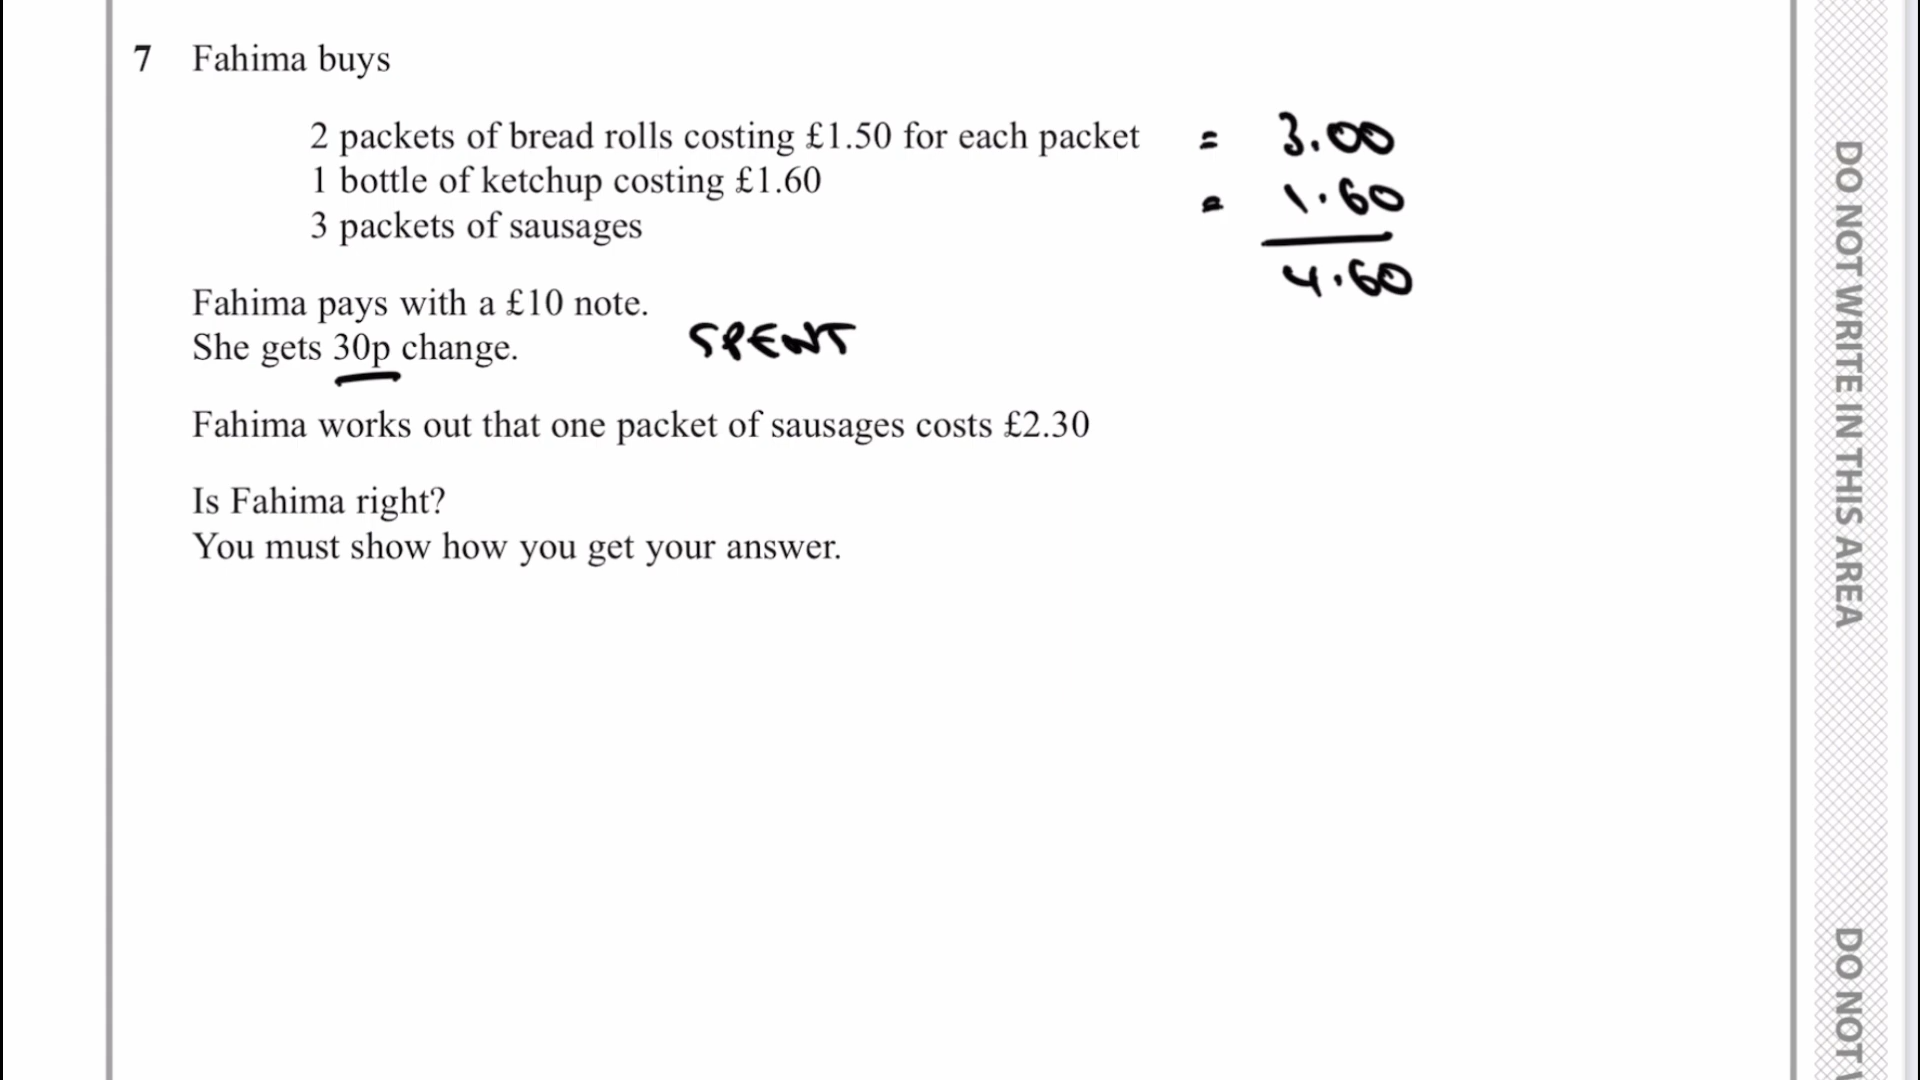 7 Fahima buys
2 packets of bread rolls costing £1.50 for each packet = 3.00
1 bottle of ketchup costing £1.60 = 1.60
3 packets of sausages
4.60
Fahima pays with a £10 note.
She gets 30p change. SPENT
Fahima works out that one packet of sausages costs £2.30
Is Fahima right?
You must show how you get your answer.
DO NOT WRITE IN THIS AREA
DO NOT